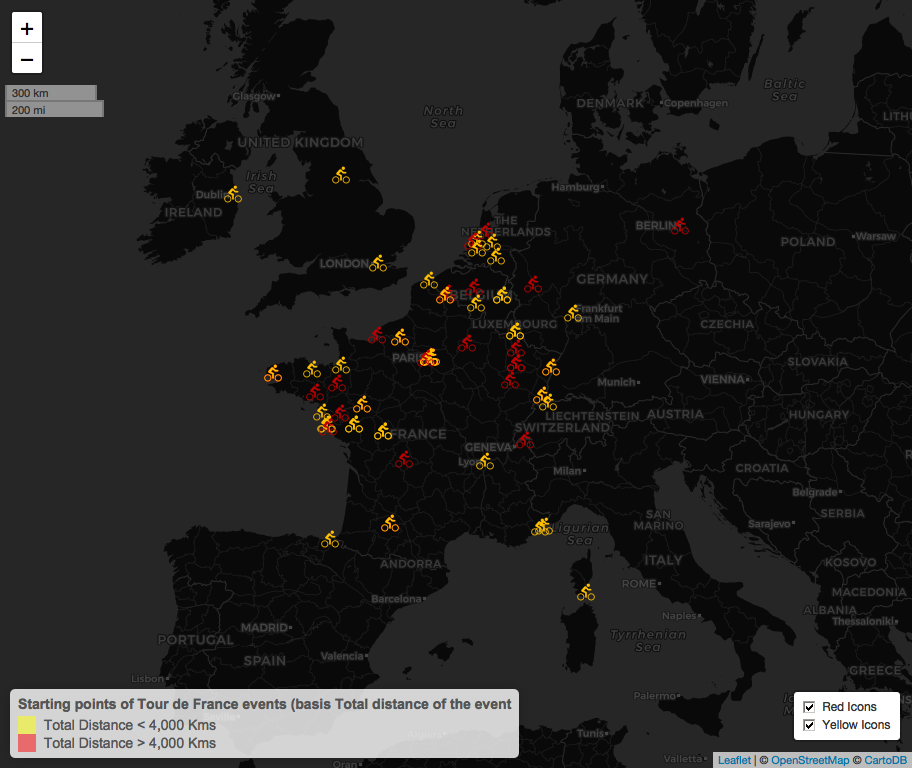 +
−
300 km
200 mi
Glasgow
North
Sea
DENMARK
Copenhagen
Baltic
Sea
LITHU
UNITED KINGDOM
Irish
Sea
Dublin
IRELAND
Hamburg
THE
NETHERLANDS
BERLIN
POLAND
Warsaw
LONDON
BELGIUM
GERMANY
Frankfurt
am Main
LUXEMBOURG
CZECHIA
PARIS
SLOVAKIA
Munich
VIENNA
LIECHTENSTEIN
AUSTRIA
HUNGARY
SWITZERLAND
FRANCE
GENEVA
Lyon
Milan
CROATIA
Belgrade
SERBIA
SAN
MARINO
Sarajevo
Ligurian
Sea
ANDORRA
ITALY
KOSOVO
ROME
MACEDONIA
Barcelona
ALBANIA
Naples
Thessaloniki
PORTUGAL
MADRID
SPAIN
Valencia
Tyrrhenian
Sea
GREECE
Lisbon
Palermo
Seville
Tunis
Valletta
Oran
Starting points of Tour de France events (basis Total distance of the event
Total Distance < 4,000 Kms
Total Distance > 4,000 Kms
Red Icons
Yellow Icons
Leaflet | © OpenStreetMap © CartoDB